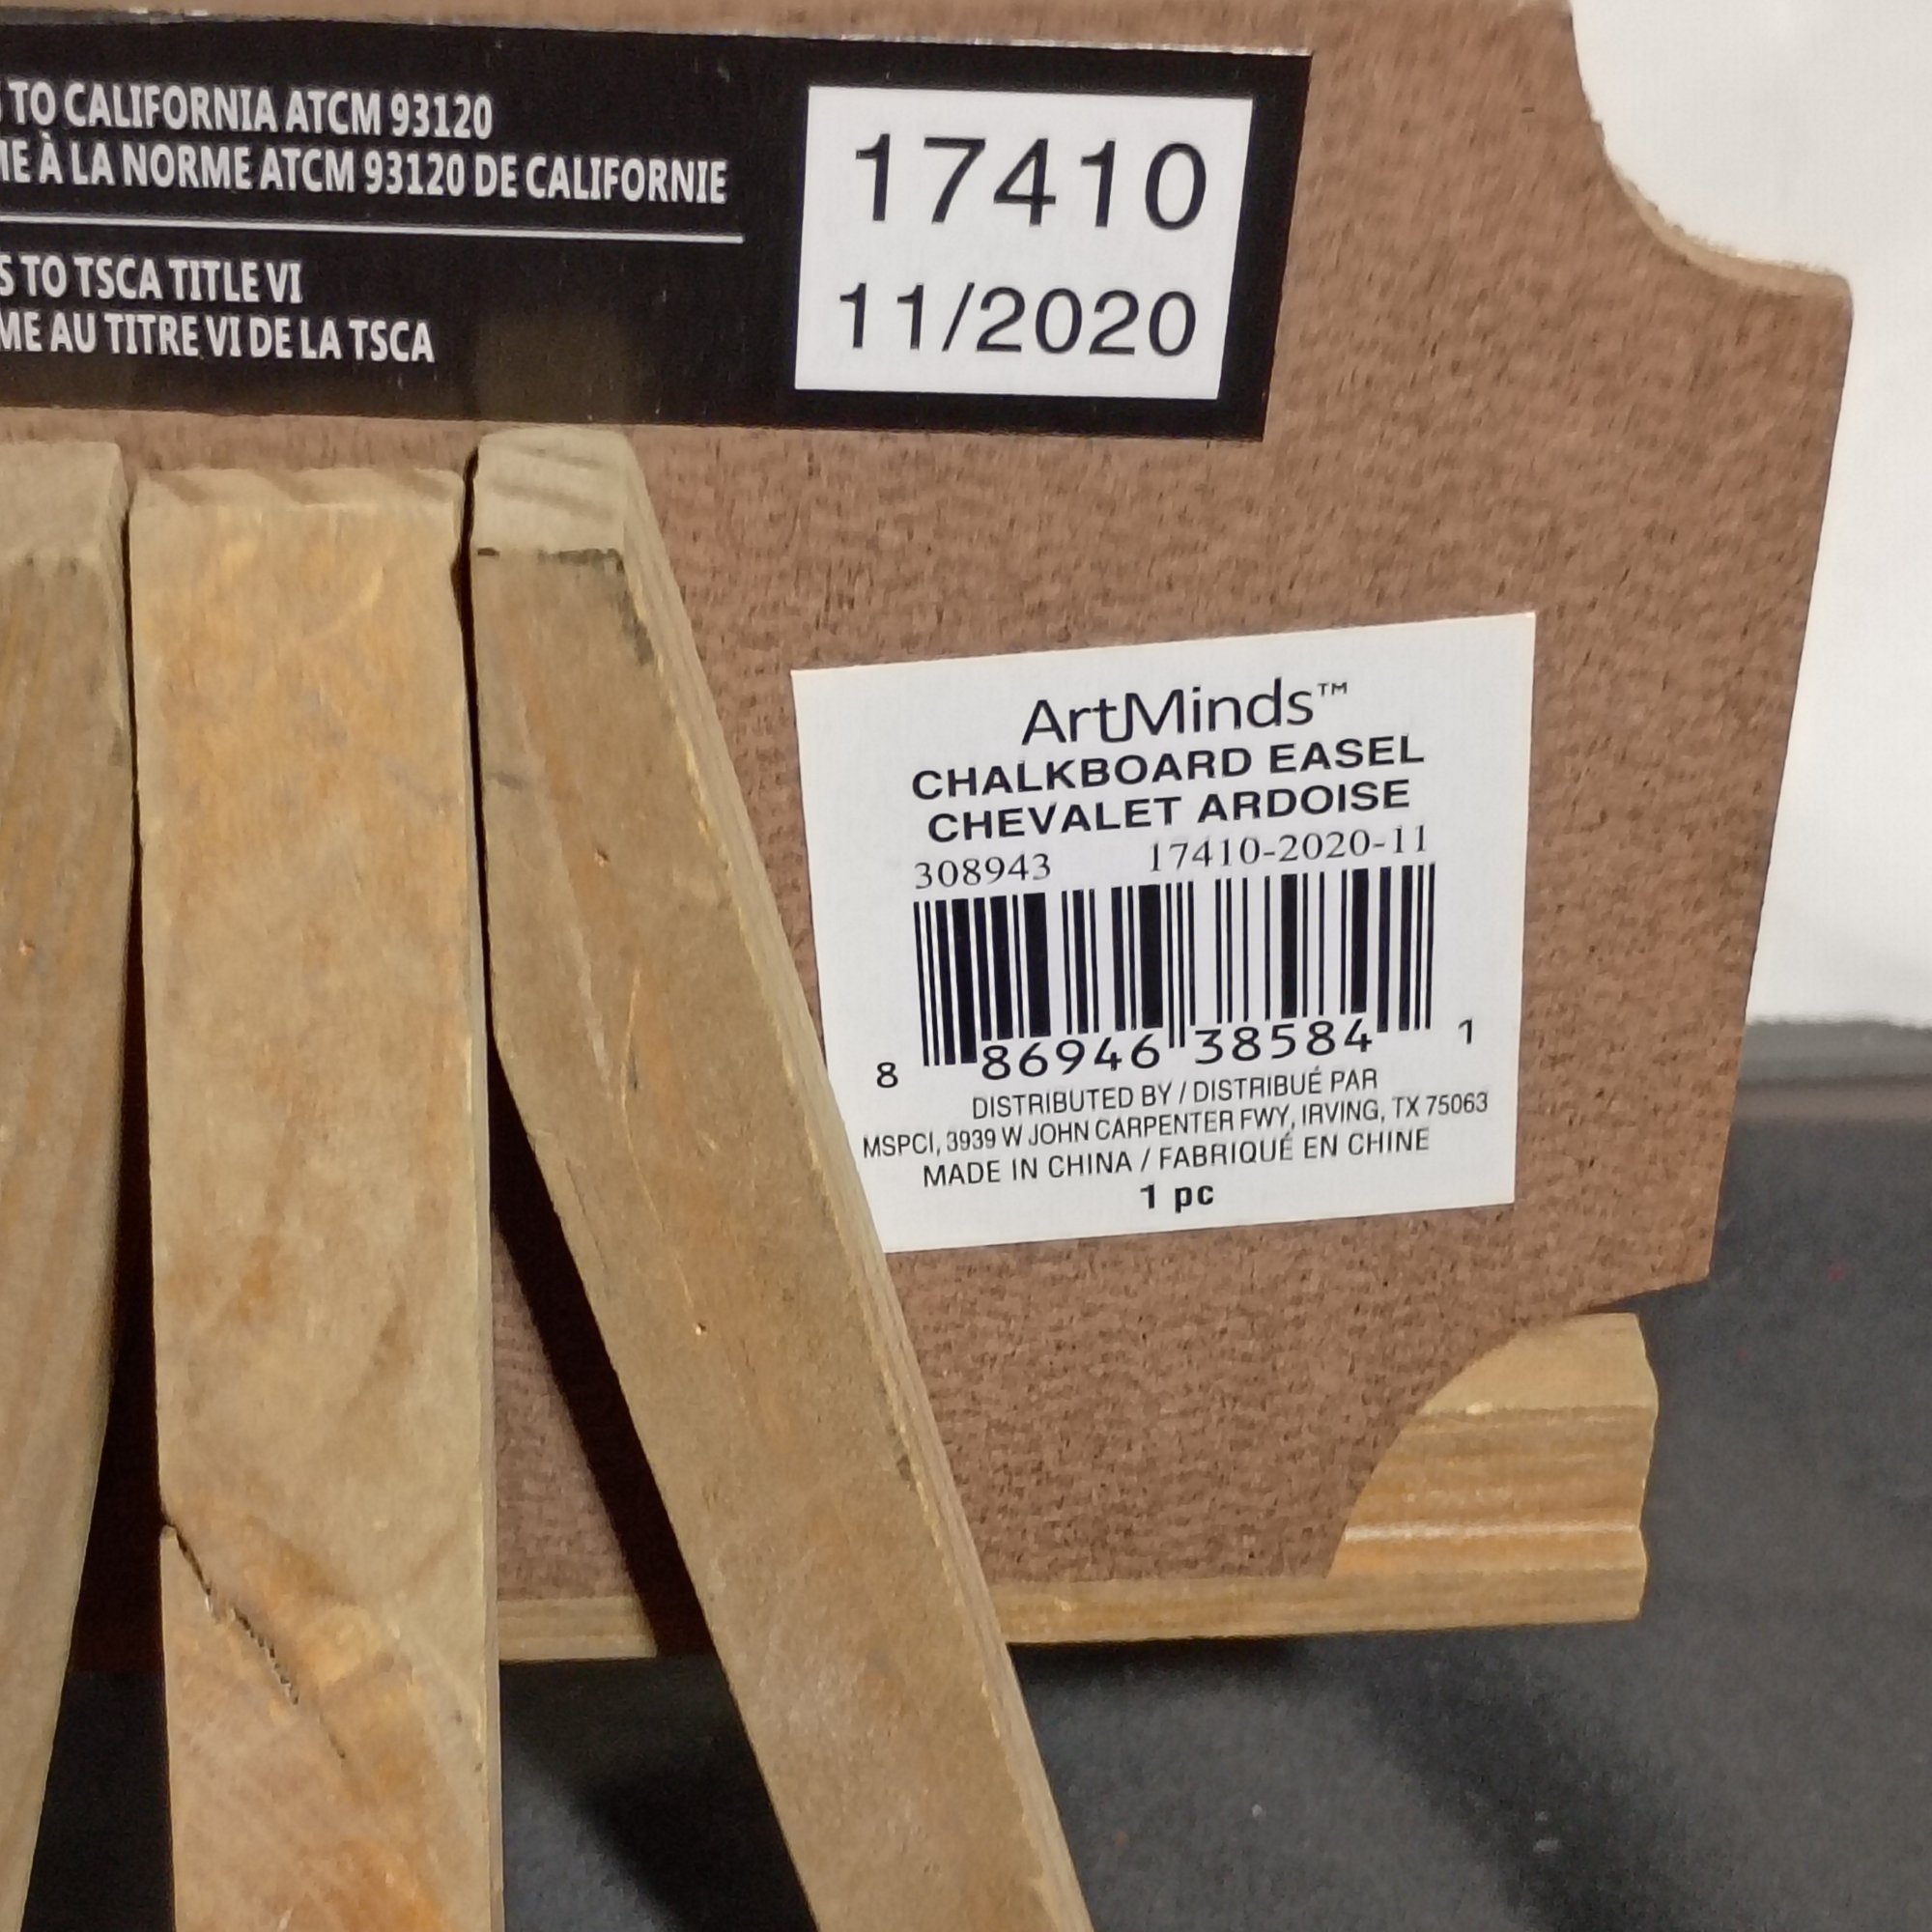 TO CALIFORNIA ATCM 93120
À LA NORME ATCM 93120 DE CALIFORNIE
TO TSCA TITLE VI
AU TITRE VI DE LA TSCA
17410
11/2020
ArtMinds™
CHALKBOARD EASEL
CHEVALET ARDOISE
308943 17410-2020-11
8 86946 38584 1
DISTRIBUTED BY / DISTRIBUÉ PAR
MSPCI, 3939 W JOHN CARPENTER FWY, IRVING, TX 75063
MADE IN CHINA / FABRIQUÉ EN CHINE
1 pc